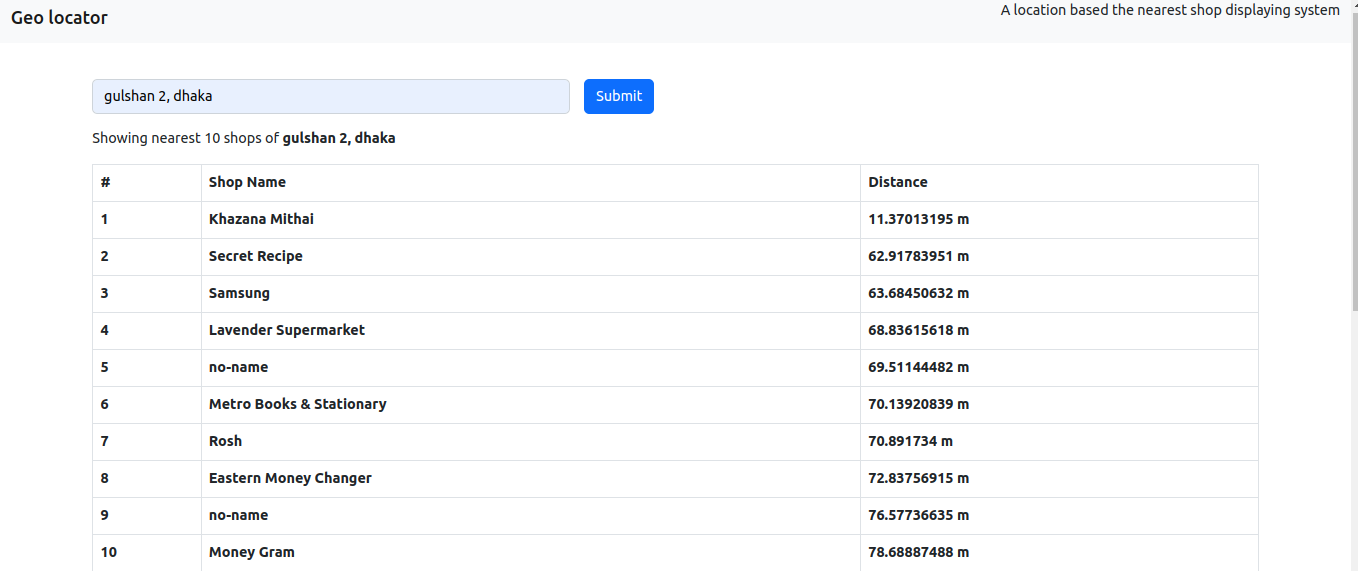 Geo locator
A location based the nearest shop displaying system
gulshan 2, dhaka
Submit
Showing nearest 10 shops of gulshan 2, dhaka
# Shop Name Distance
1 Khazana Mithai 11.37013195 m
2 Secret Recipe 62.91783951 m
3 Samsung 63.68450632 m
4 Lavender Supermarket 68.83615618 m
5 no-name 69.51144482 m
6 Metro Books & Stationary 70.13920839 m
7 Rosh 70.891734 m
8 Eastern Money Changer 72.83756915 m
9 no-name 76.57736635 m
10 Money Gram 78.68887488 m